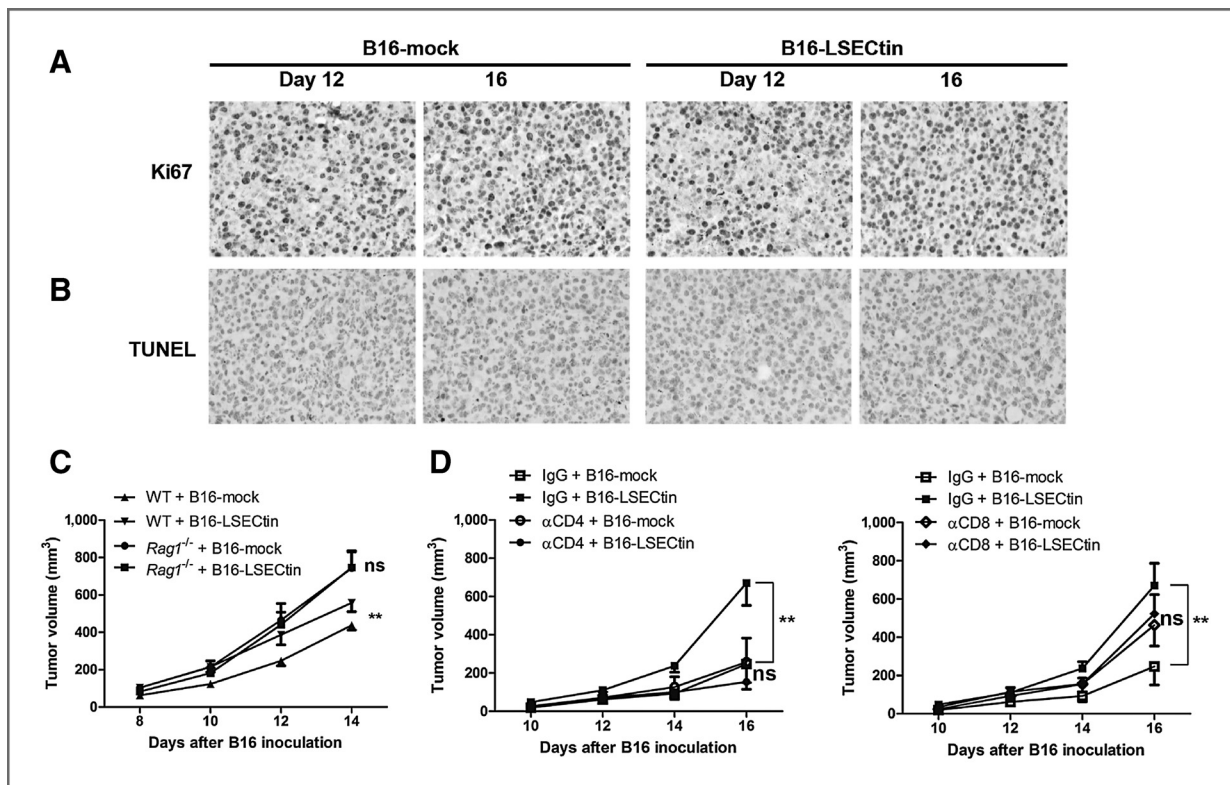 A
B16-mock
B16-LSECtin
Day 12
16
Day 12
16
Ki67
B
TUNEL
C
WT + B16-mock
WT + B16-LSECtin
Rag1-/- + B16-mock
Rag1-/- + B16-LSECtin
1,000
800
600
400
200
0
Tumor volume (mm³)
ns
**
8
10
12
14
Days after B16 inoculation
D
IgG + B16-mock
IgG + B16-LSECtin
αCD4 + B16-mock
αCD4 + B16-LSECtin
1,000
800
600
400
200
0
Tumor volume (mm³)
**
ns
10
12
14
16
Days after B16 inoculation
IgG + B16-mock
IgG + B16-LSECtin
αCD8 + B16-mock
αCD8 + B16-LSECtin
1,000
800
600
400
200
0
Tumor volume (mm³)
ns
**
10
12
14
16
Days after B16 inoculation